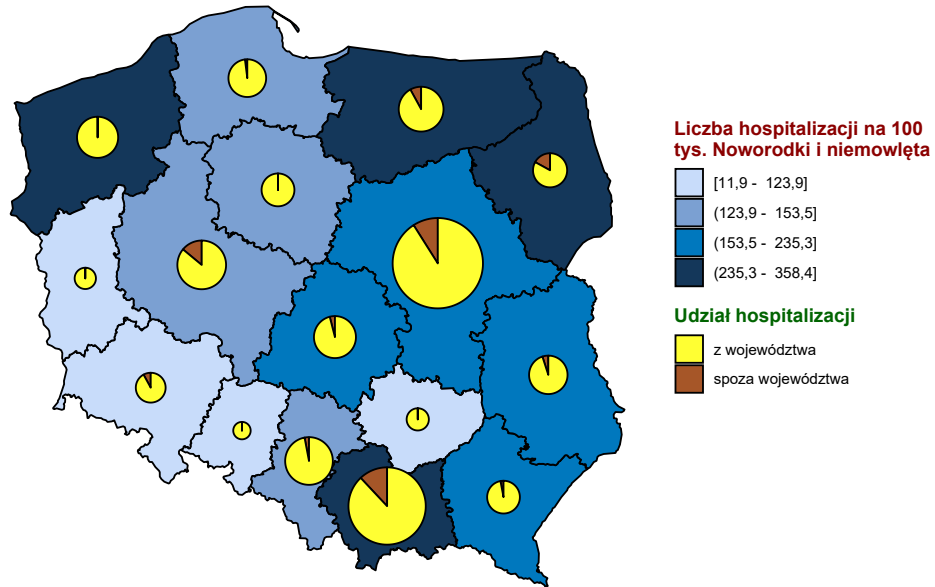 Liczba hospitalizacji na 100
tys. Noworodki i niemowlęta
[11,9 - 123,9]
(123,9 - 153,5]
(153,5 - 235,3]
(235,3 - 358,4]
Udział hospitalizacji
z województwa
spoza województwa